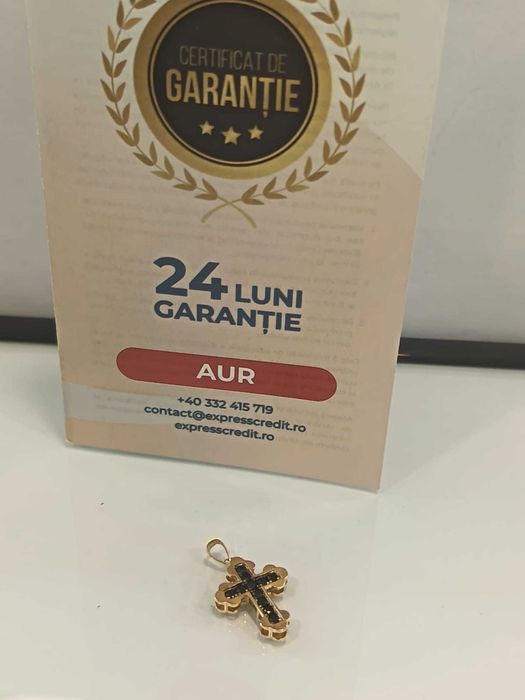 CERTIFICAT DE
GARANȚIE
24 LUNI
GARANȚIE
AUR
+40 332 415 719
contact@expresscredit.ro
expresscredit.ro